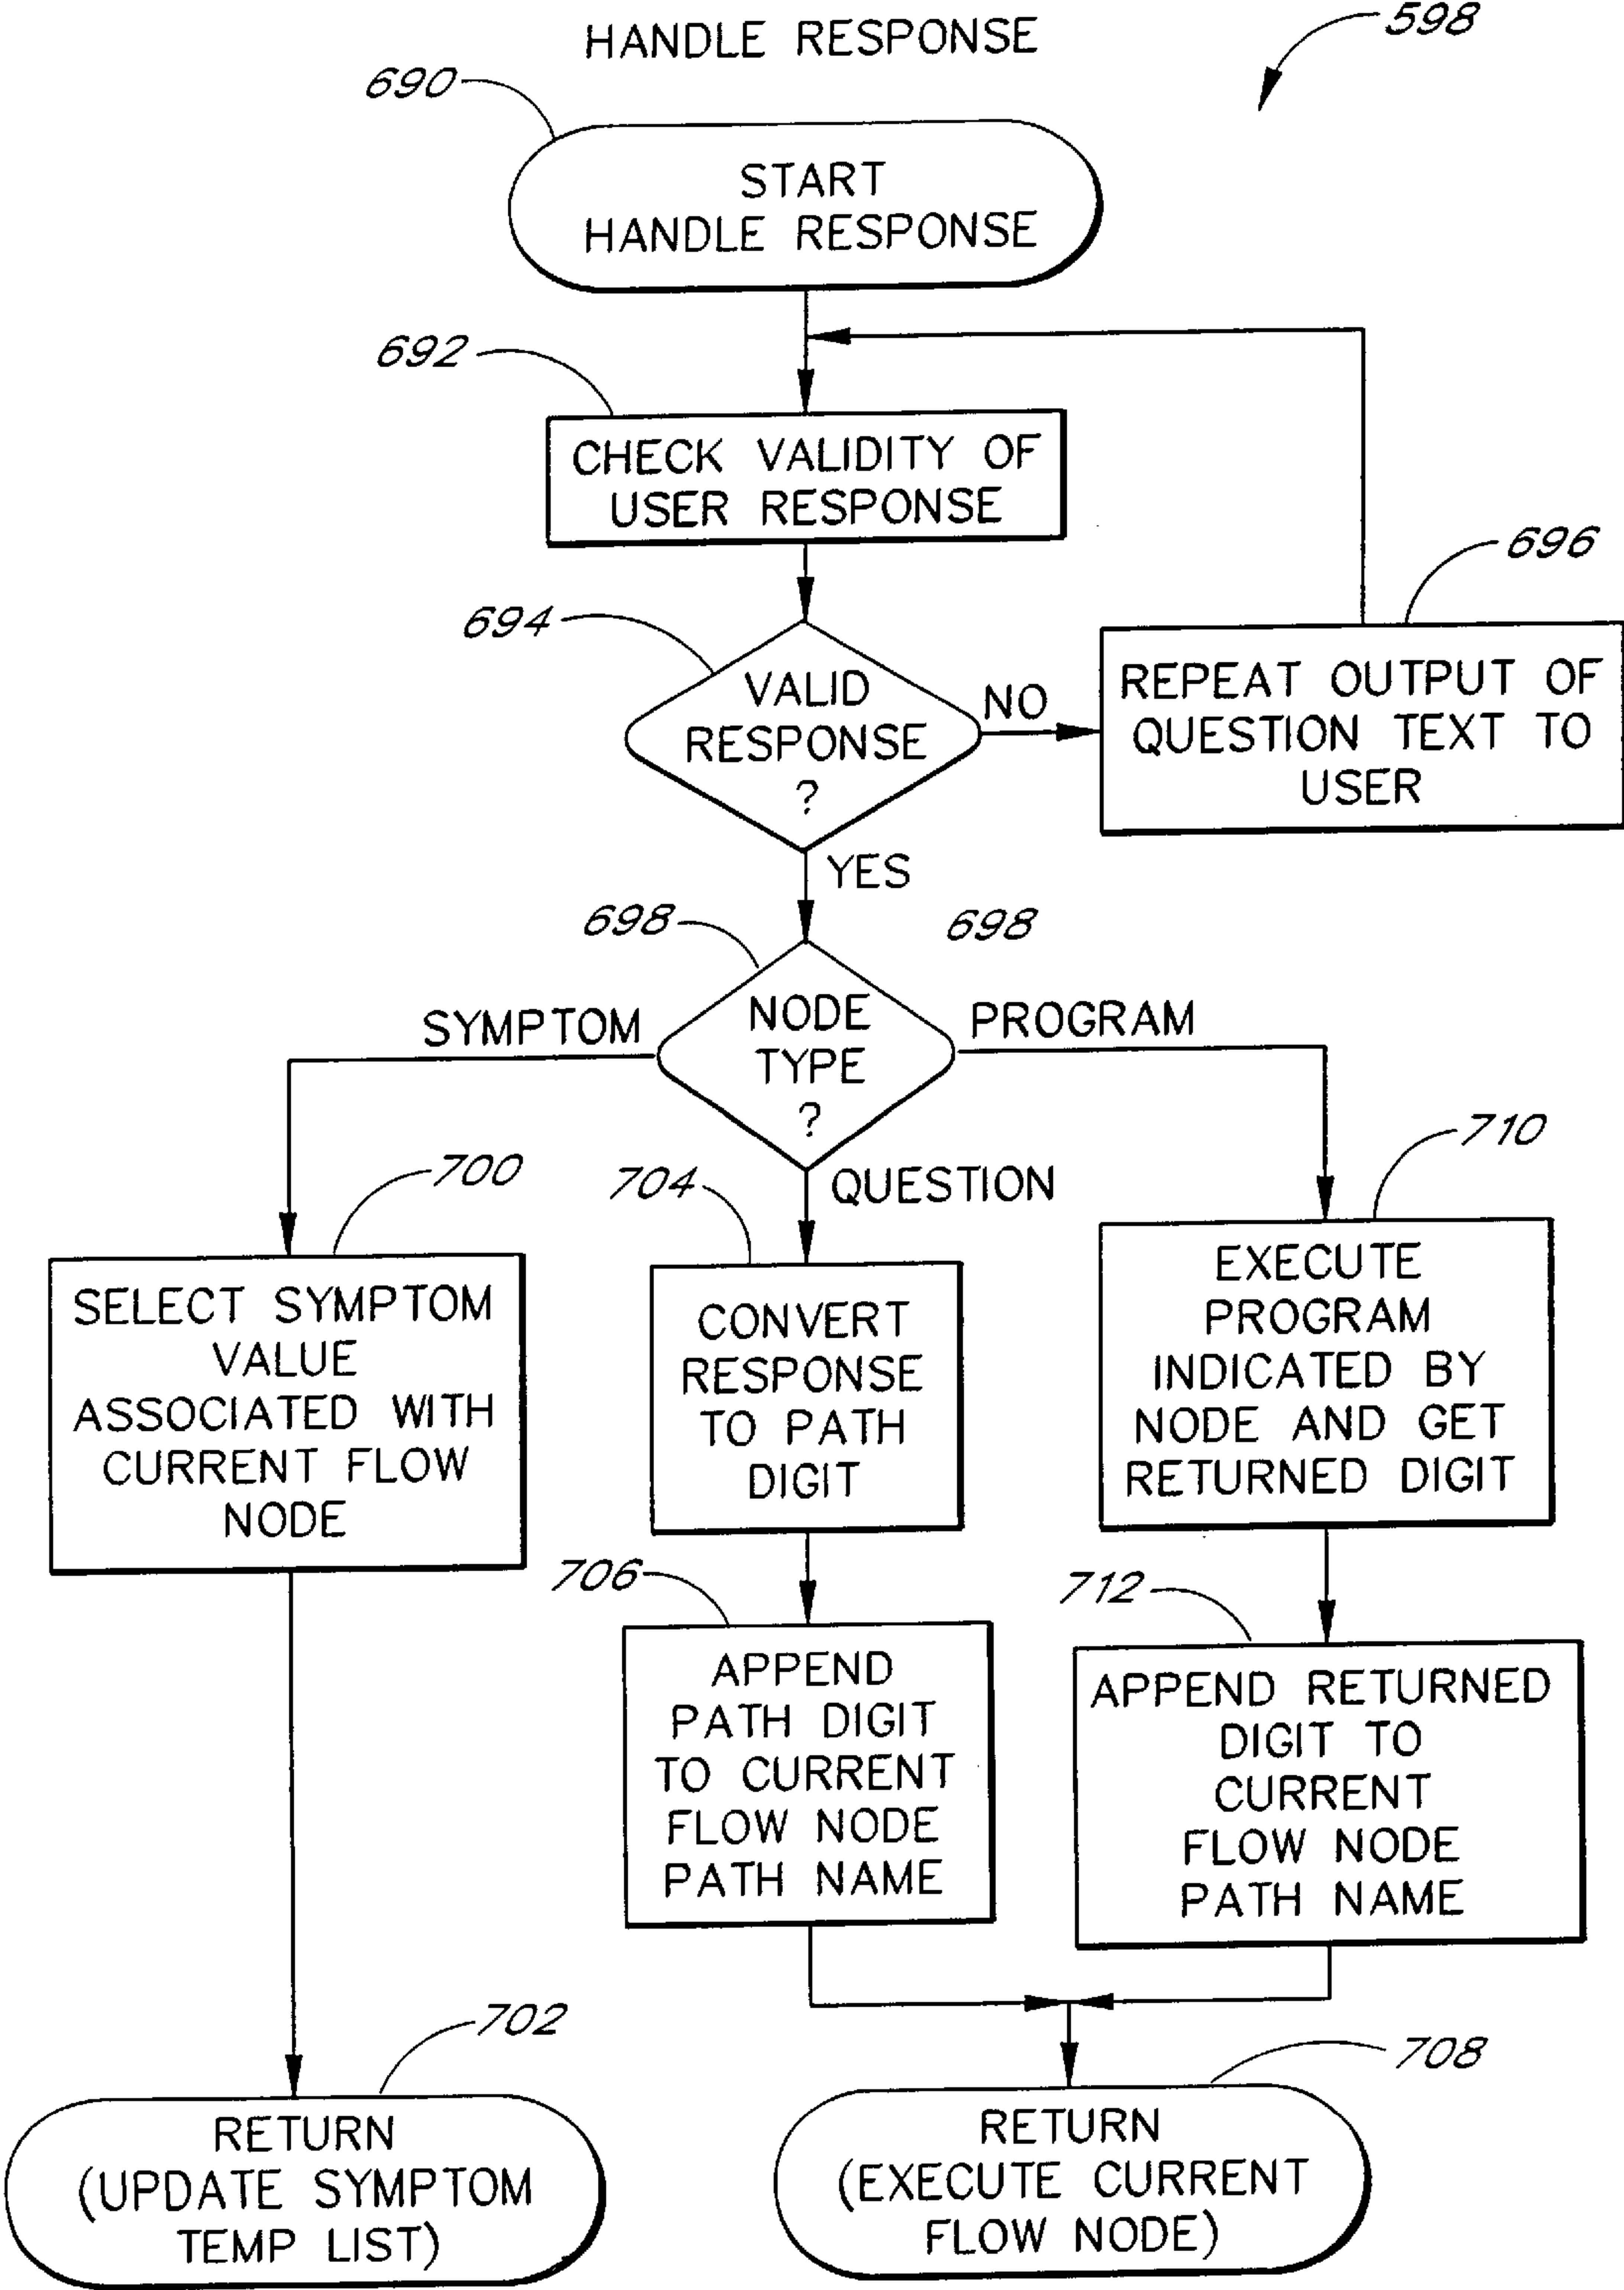 HANDLE RESPONSE
598
690
START
HANDLE RESPONSE
692
CHECK VALIDITY OF
USER RESPONSE
696
694
VALID
RESPONSE
?
NO
REPEAT OUTPUT OF
QUESTION TEXT TO
USER
YES
698
698
SYMPTOM
NODE
TYPE
?
PROGRAM
QUESTION
700
704
710
SELECT SYMPTOM
VALUE
ASSOCIATED WITH
CURRENT FLOW
NODE
CONVERT
RESPONSE
TO PATH
DIGIT
EXECUTE
PROGRAM
INDICATED BY
NODE AND GET
RETURNED DIGIT
706
712
APPEND
PATH DIGIT
TO CURRENT
FLOW NODE
PATH NAME
APPEND RETURNED
DIGIT TO
CURRENT
FLOW NODE
PATH NAME
702
708
RETURN
(UPDATE SYMPTOM
TEMP LIST)
RETURN
(EXECUTE CURRENT
FLOW NODE)